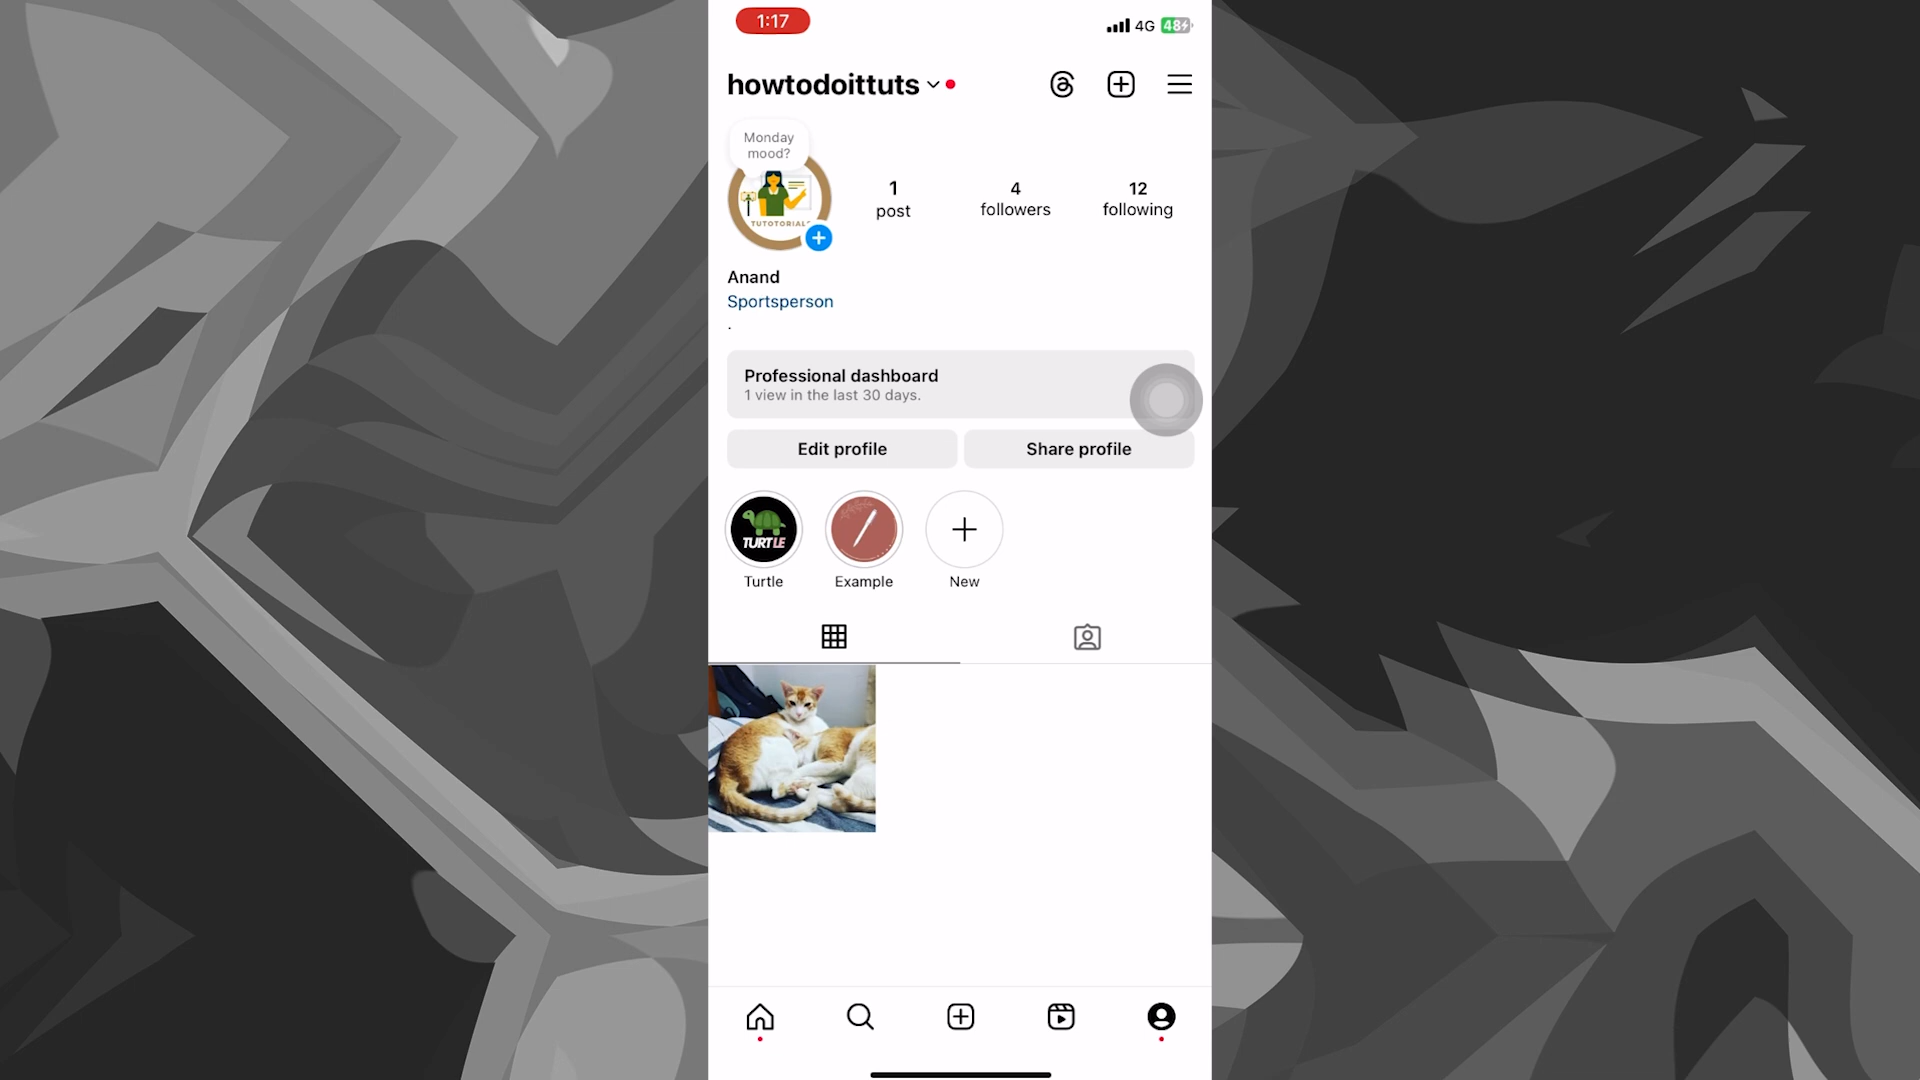 1:17
4G 48
howtodoittuts
Monday
mood?
TUTOTORIALS
1
post
4
followers
12
following
Anand
Sportsperson
.
Professional dashboard
1 view in the last 30 days.
Edit profile
Share profile
TURTLE
Turtle
Example
New